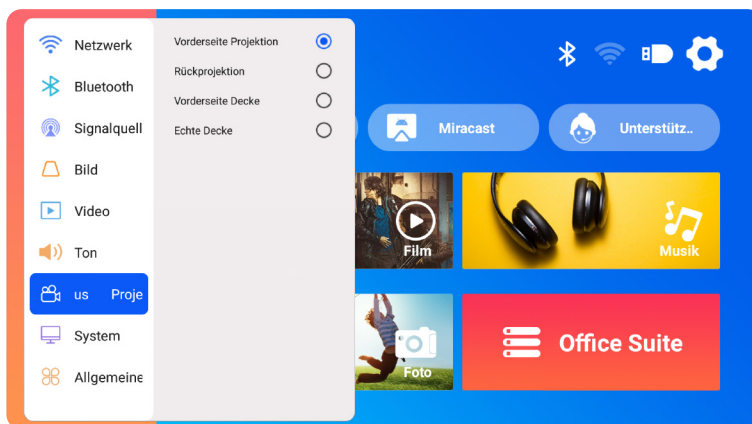 Netzwerk
Bluetooth
Signalquell
Bild
Video
Ton
us Proje
System
Allgemeine
Vorderseite Projektion
Rückprojektion
Vorderseite Decke
Echte Decke
Miracast
Unterstütz..
Film
Musik
Foto
Office Suite